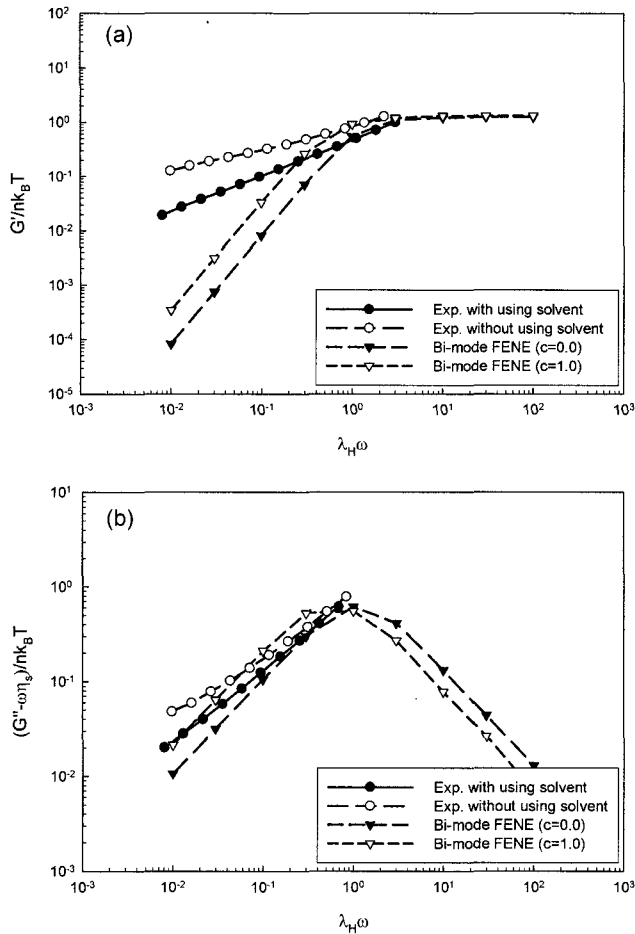 (a)
10²
10¹
10⁰
10⁻¹
10⁻²
10⁻³
10⁻⁴
10⁻⁵
G'/nk_BT
Exp. with using solvent
Exp. without using solvent
Bi-mode FENE (c=0.0)
Bi-mode FENE (c=1.0)
10⁻³ 10⁻² 10⁻¹ 10⁰ 10¹ 10² 10³
λ_Hω
(b)
10¹
10⁰
10⁻¹
10⁻²
10⁻³
(G''-ωη_s)/nk_BT
Exp. with using solvent
Exp. without using solvent
Bi-mode FENE (c=0.0)
Bi-mode FENE (c=1.0)
10⁻³ 10⁻² 10⁻¹ 10⁰ 10¹ 10² 10³
λ_Hω